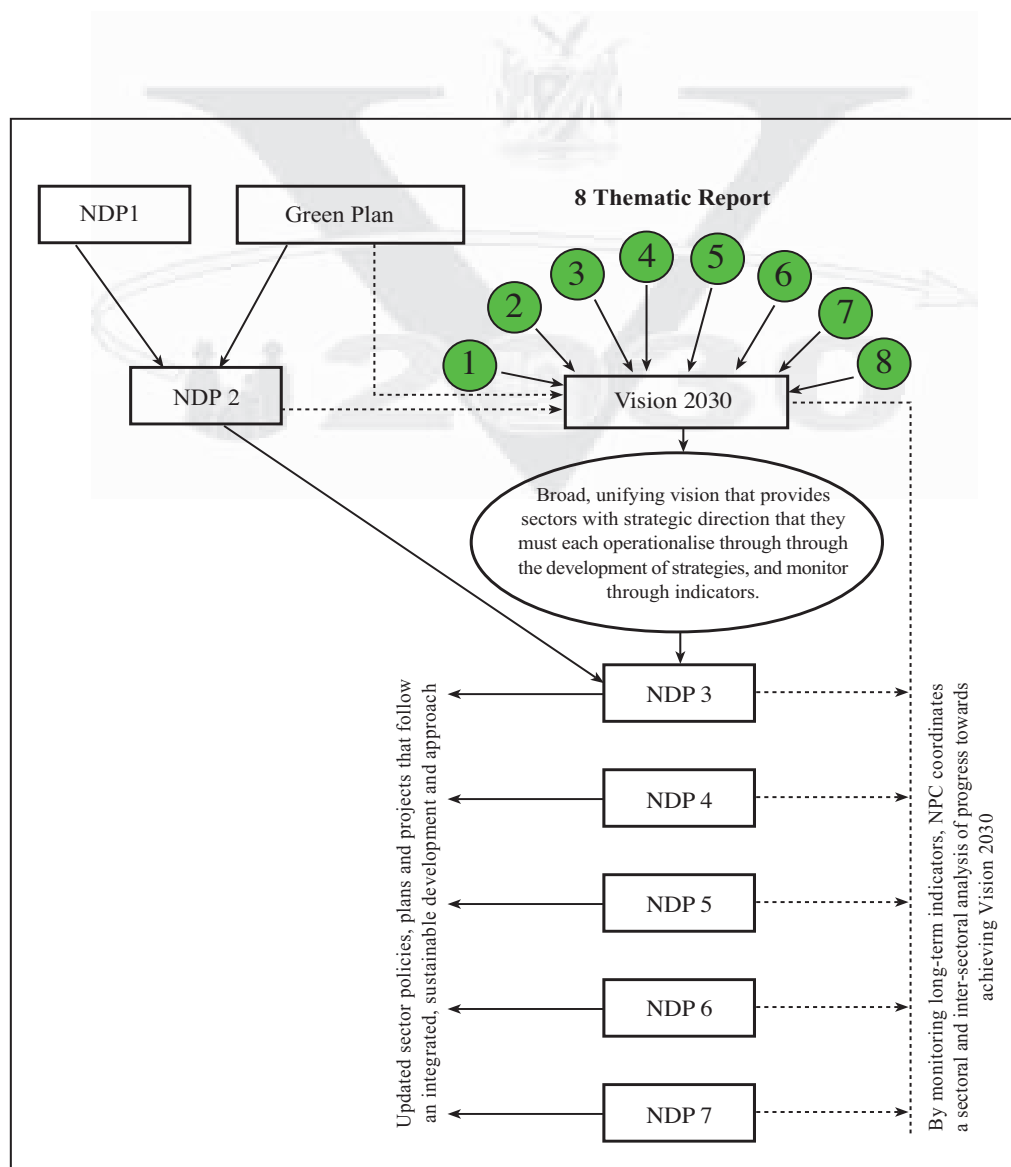 8 Thematic Report
NDP1
Green Plan
1
2
3
4
5
6
7
8
NDP 2
Vision 2030
2030
Broad, unifying vision that provides
sectors with strategic direction that they
must each operationalise through through
the development of strategies, and monitor
through indicators.
NDP 3
NDP 4
NDP 5
NDP 6
NDP 7
Updated sector policies, plans and projects that follow
an integrated, sustainable development and approach
By monitoring long-term indicators, NPC coordinates
a sectoral and inter-sectoral analysis of progress towards
achieving Vision 2030